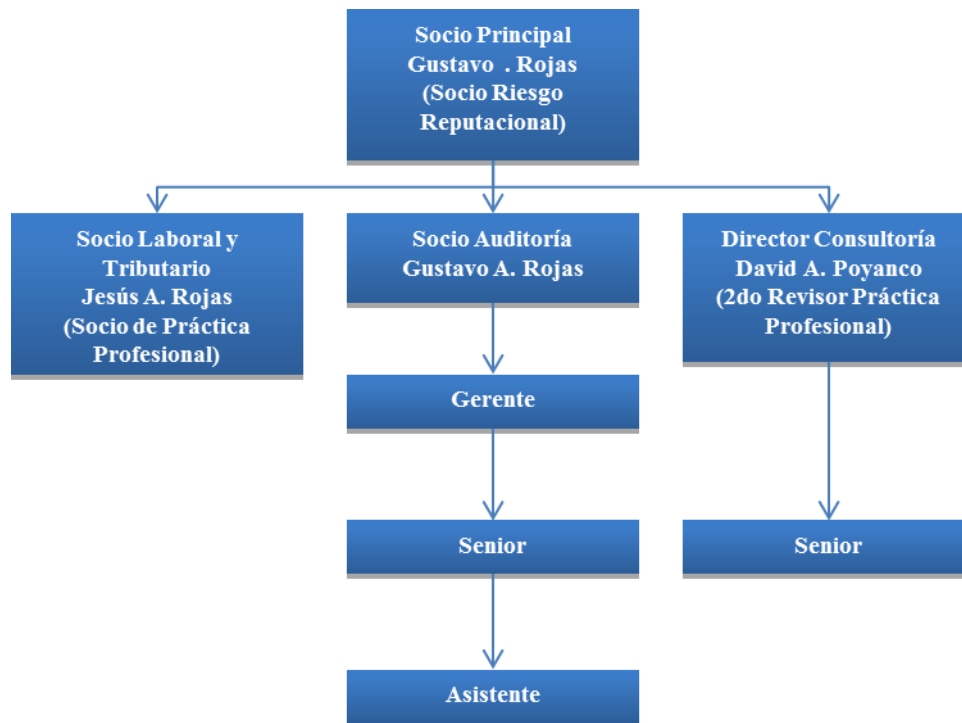 Socio Principal
Gustavo . Rojas
(Socio Riesgo
Reputacional)
Socio Laboral y
Tributario
Jesús A. Rojas
(Socio de Práctica
Profesional)
Socio Auditoría
Gustavo A. Rojas
Director Consultoría
David A. Poyanco
(2do Revisor Práctica
Profesional)
Gerente
Senior
Senior
Asistente